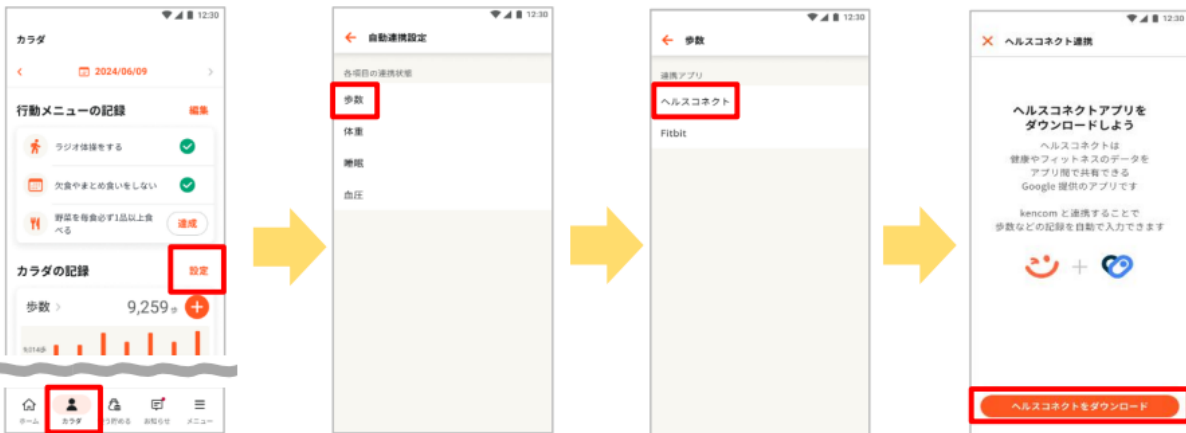 12:30
カラダ
2024/06/09
行動メニューの記録 編集
ラジオ体操をする
欠食やまとめ食いをしない
野菜を毎食必ず1品以上食
べる
達成
カラダの記録 設定
歩数 9,259 歩
ホーム カラダ お知らせ メニュー
12:30
自動連携設定
各項目の連携状態
歩数
体重
睡眠
血圧
12:30
歩数
連携アプリ
ヘルスコネクト
Fitbit
12:30
ヘルスコネクト連携
ヘルスコネクトアプリを
ダウンロードしよう
ヘルスコネクトは
健康やフィットネスのデータを
アプリ間で共有できる
Google 提供のアプリです
kencom と連携することで
歩数などの記録を自動で入力できます
ヘルスコネクトをダウンロード